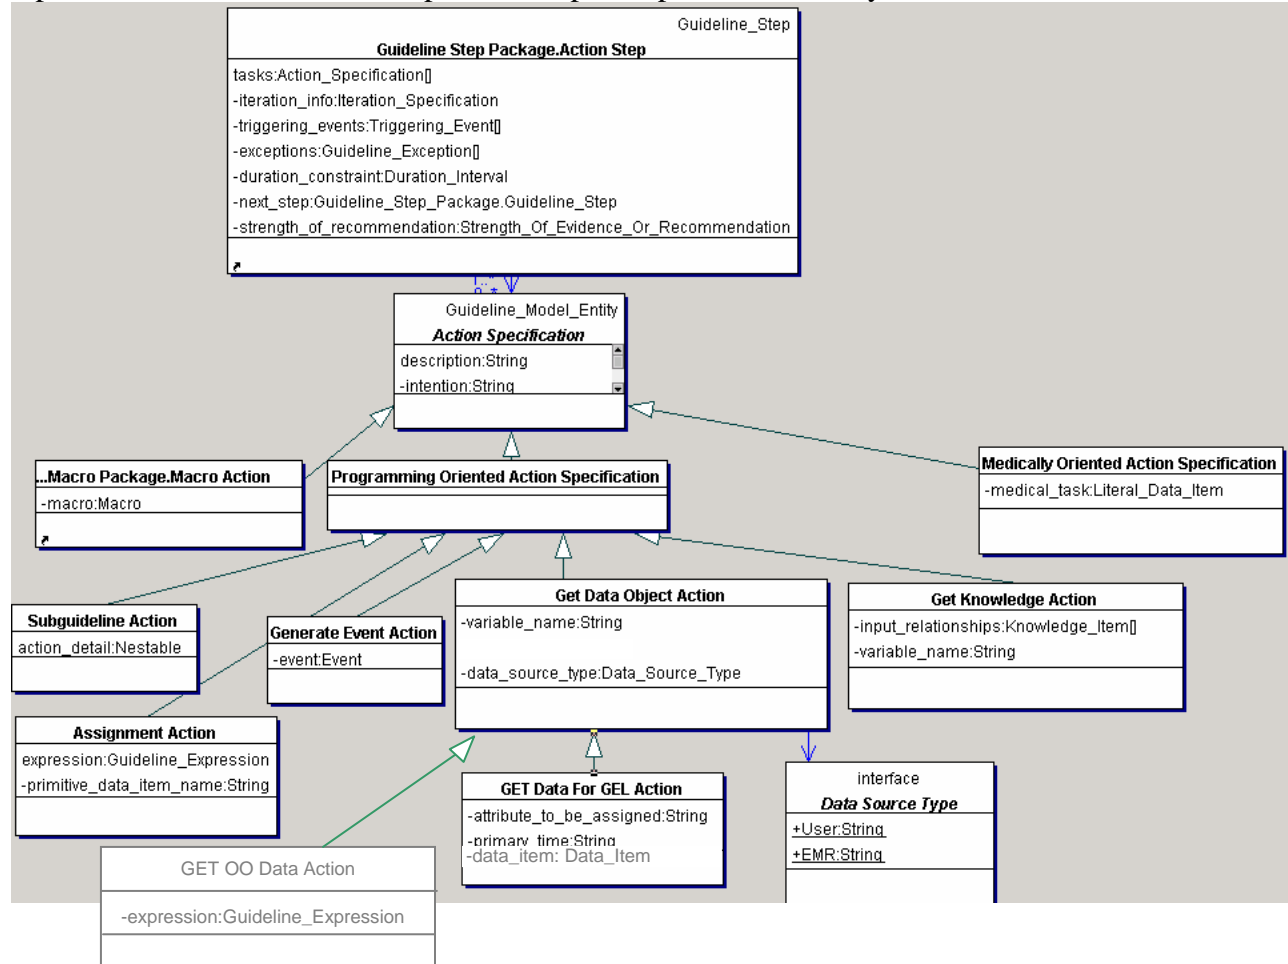 Guideline_Step
Guideline Step Package.Action Step
tasks:Action_Specification[]
-iteration_info:Iteration_Specification
-triggering_events:Triggering_Event[]
-exceptions:Guideline_Exception[]
-duration_constraint:Duration_Interval
-next_step:Guideline_Step_Package.Guideline_Step
-strength_of_recommendation:Strength_Of_Evidence_Or_Recommendation
Guideline_Model_Entity
Action Specification
description:String
-intention:String
...Macro Package.Macro Action
-macro:Macro
Programming Oriented Action Specification
Medically Oriented Action Specification
-medical_task:Literal_Data_Item
Subguideline Action
action_detail:Nestable
Generate Event Action
-event:Event
Get Data Object Action
-variable_name:String
-data_source_type:Data_Source_Type
Get Knowledge Action
-input_relationships:Knowledge_Item[]
-variable_name:String
Assignment Action
expression:Guideline_Expression
-primitive_data_item_name:String
GET Data For GEL Action
-attribute_to_be_assigned:String
-primary_time:String
-data_item: Data_Item
interface
Data Source Type
+User:String
+EMR:String
GET OO Data Action
-expression:Guideline_Expression